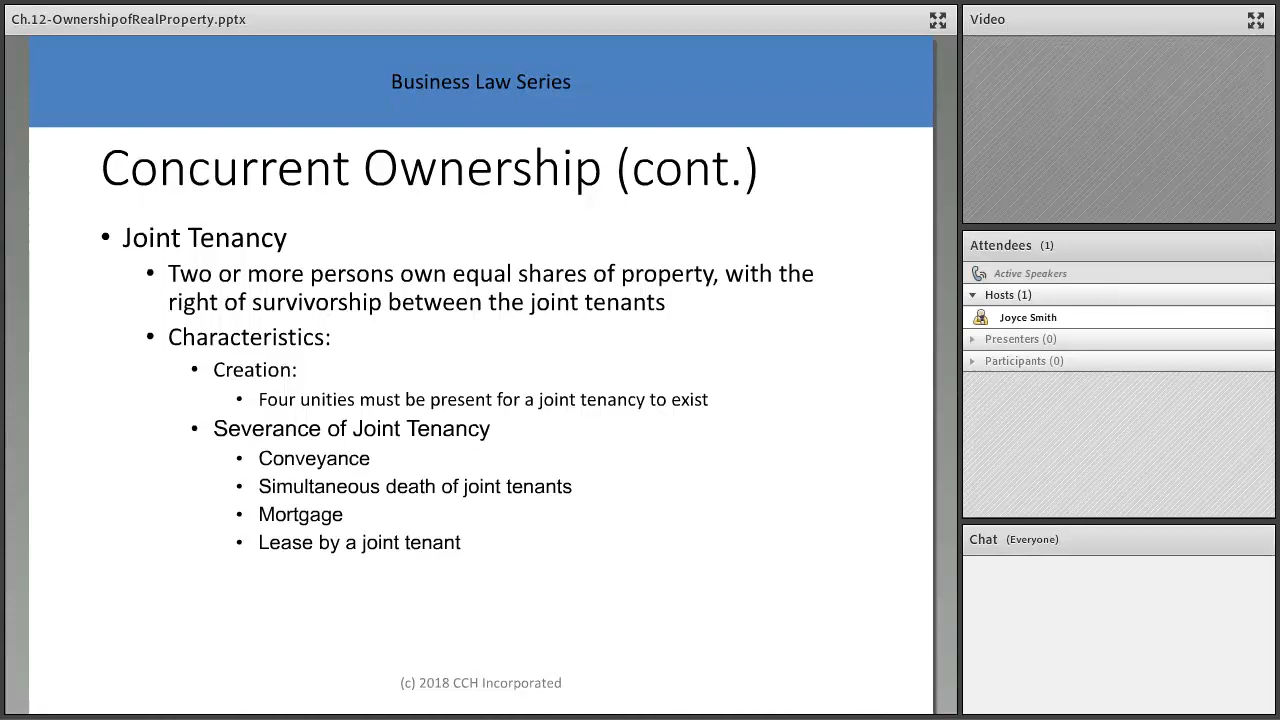 Ch.12-OwnershipofRealProperty.pptx
Business Law Series
Concurrent Ownership (cont.)
• Joint Tenancy
• Two or more persons own equal shares of property, with the
right of survivorship between the joint tenants
• Characteristics:
• Creation:
• Four unities must be present for a joint tenancy to exist
• Severance of Joint Tenancy
• Conveyance
• Simultaneous death of joint tenants
• Mortgage
• Lease by a joint tenant
(c) 2018 CCH Incorporated
Video
Attendees (1)
Active Speakers
Hosts (1)
Joyce Smith
Presenters (0)
Participants (0)
Chat (Everyone)